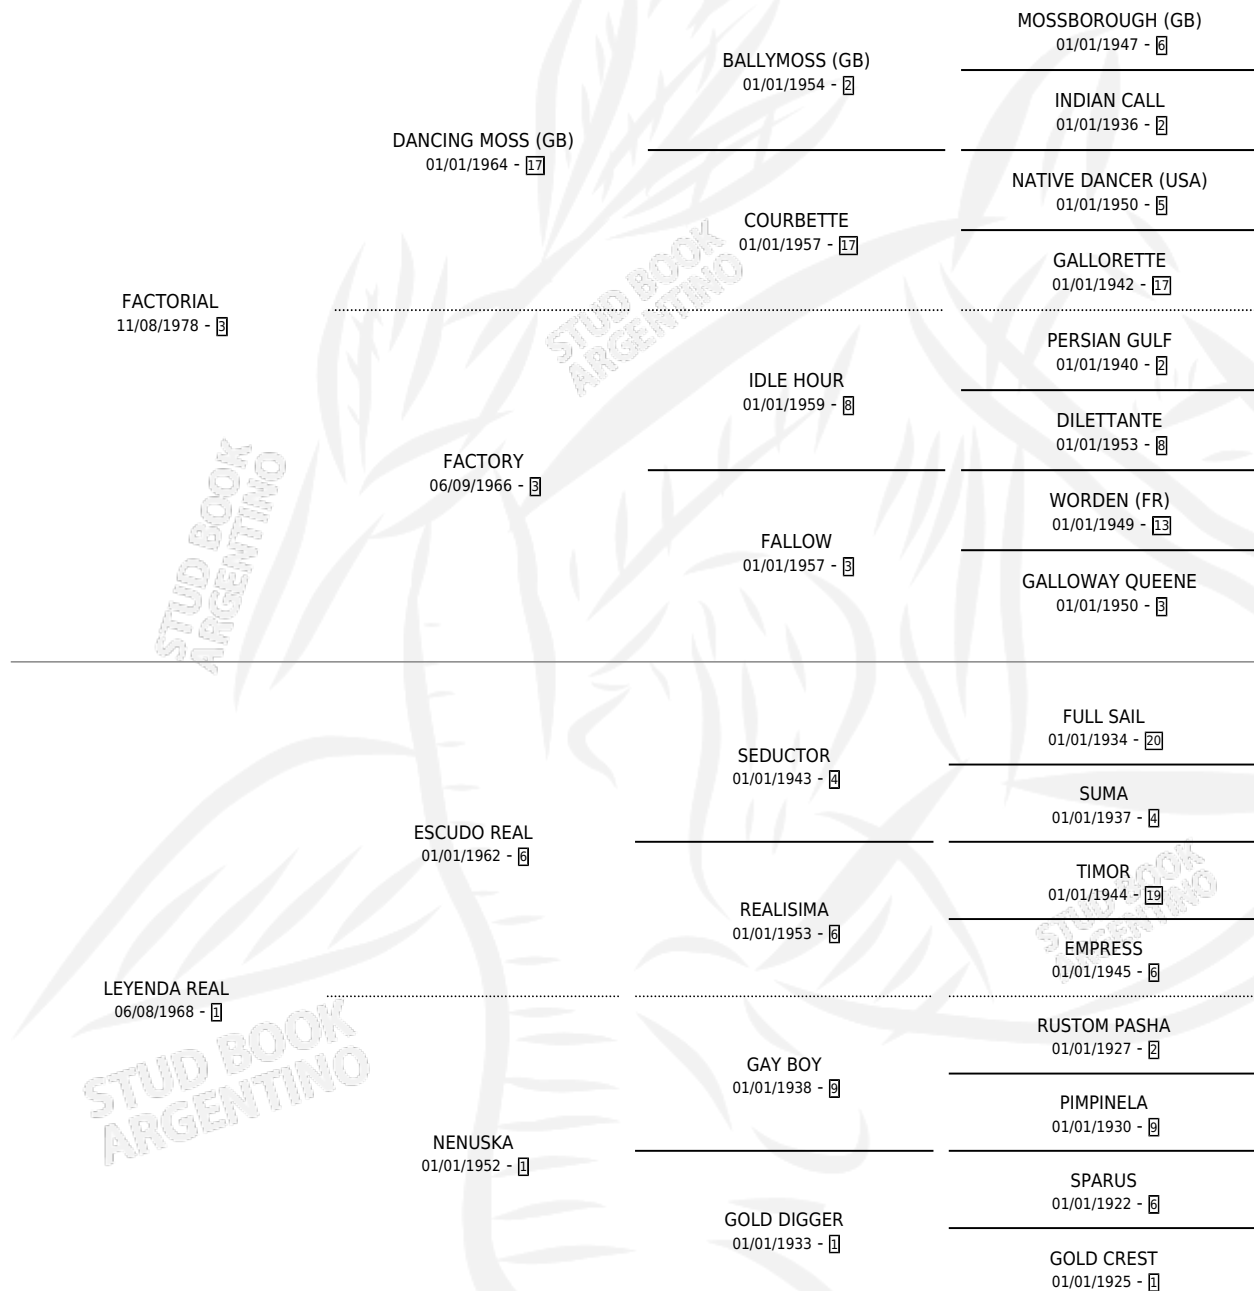 MOSSBOROUGH (GB)
01/01/1947 - 6
BALLYMOSS (GB)
01/01/1954 - 2
INDIAN CALL
01/01/1936 - 2
DANCING MOSS (GB)
01/01/1964 - 17
NATIVE DANCER (USA)
01/01/1950 - 5
COURBETTE
01/01/1957 - 17
GALLORETTE
01/01/1942 - 17
FACTORIAL
11/08/1978 - 3
PERSIAN GULF
01/01/1940 - 2
IDLE HOUR
01/01/1959 - 8
DILETTANTE
01/01/1953 - 8
FACTORY
06/09/1966 - 3
WORDEN (FR)
01/01/1949 - 13
FALLOW
01/01/1957 - 3
GALLOWAY QUEENE
01/01/1950 - 3
FULL SAIL
01/01/1934 - 20
SEDUCTOR
01/01/1943 - 4
SUMA
01/01/1937 - 4
ESCUDO REAL
01/01/1962 - 6
TIMOR
01/01/1944 - 19
REALISIMA
01/01/1953 - 6
EMPRESS
01/01/1945 - 6
LEYENDA REAL
06/08/1968 - 1
RUSTOM PASHA
01/01/1927 - 2
GAY BOY
01/01/1938 - 9
PIMPINELA
01/01/1930 - 9
NENUSKA
01/01/1952 - 1
SPARUS
01/01/1922 - 6
GOLD DIGGER
01/01/1933 - 1
GOLD CREST
01/01/1925 - 1
STUD BOOK
ARGENTINO
STUD BOOK
ARGENTINO
STUD BOOK
ARGENTINO
STUD BOOK
ARGENTINO